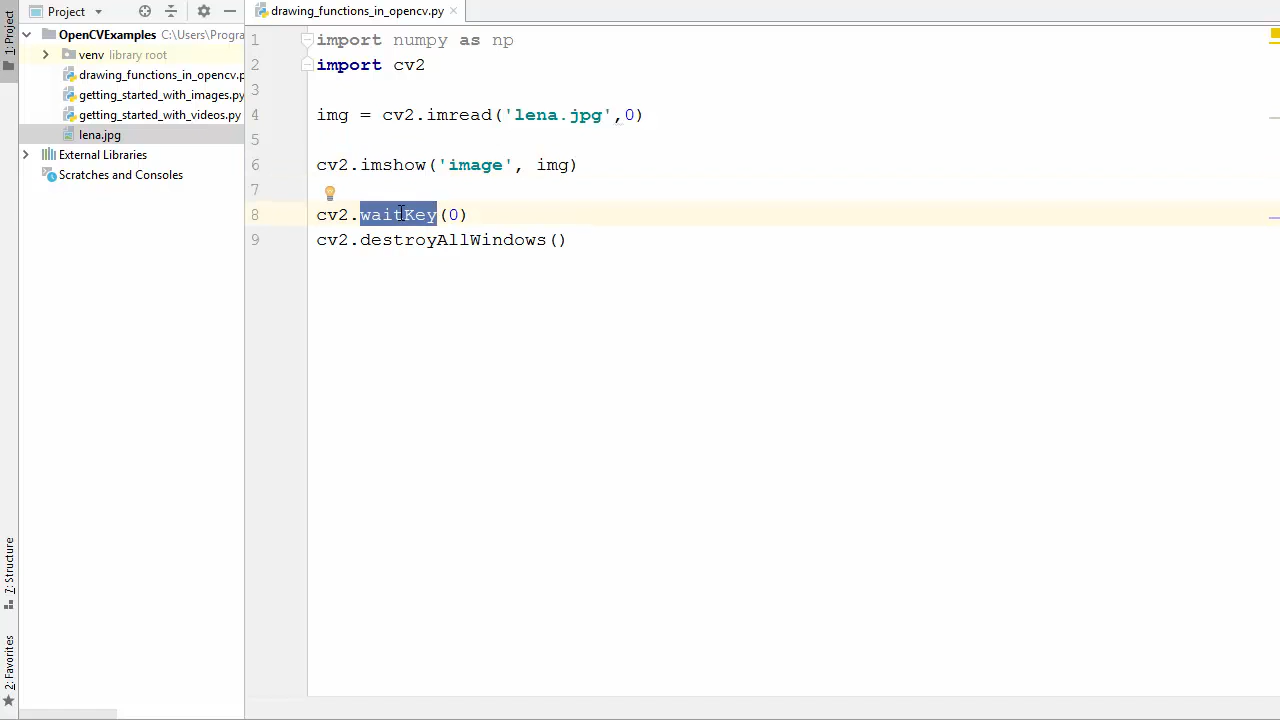 Project
drawing_functions_in_opencv.py
1: Project
OpenCVExamples C:\Users\Progra
venv library root
drawing_functions_in_opencv.p
getting_started_with_images.py
getting_started_with_videos.py
lena.jpg
External Libraries
Scratches and Consoles
7: Structure
2: Favorites
1 import numpy as np
2 import cv2
3
4 img = cv2.imread('lena.jpg',0)
5
6 cv2.imshow('image', img)
7
8 cv2.waitKey(0)
9 cv2.destroyAllWindows()